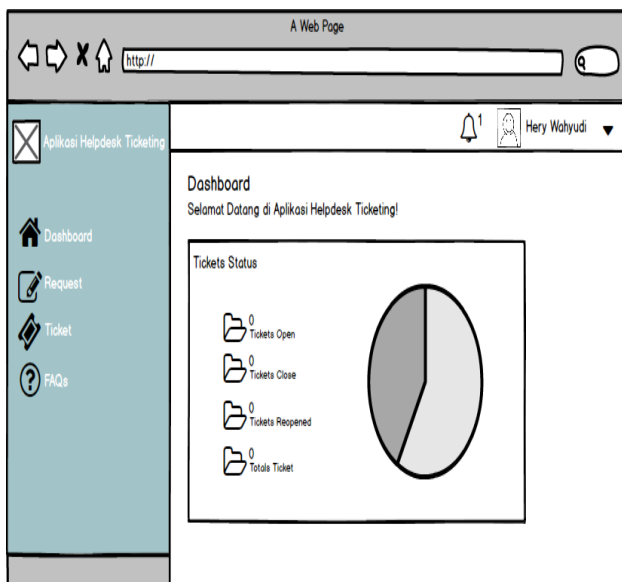 A Web Page
http://
Aplikasi Helpdesk Ticketing
1
Hery Wahyudi
Dashboard
Request
Ticket
FAQs
Dashboard
Selamat Datang di Aplikasi Helpdesk Ticketing!
Tickets Status
0
Tickets Open
0
Tickets Close
0
Tickets Reopened
0
Totals Ticket